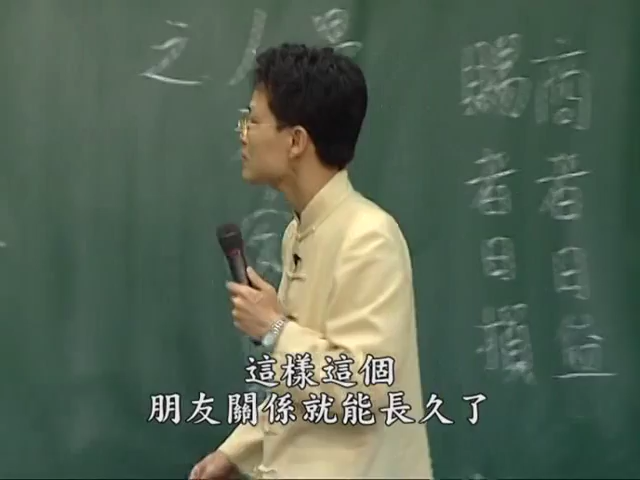 商者日益
賜者日損
人
之
這樣這個
朋友關係就能長久了